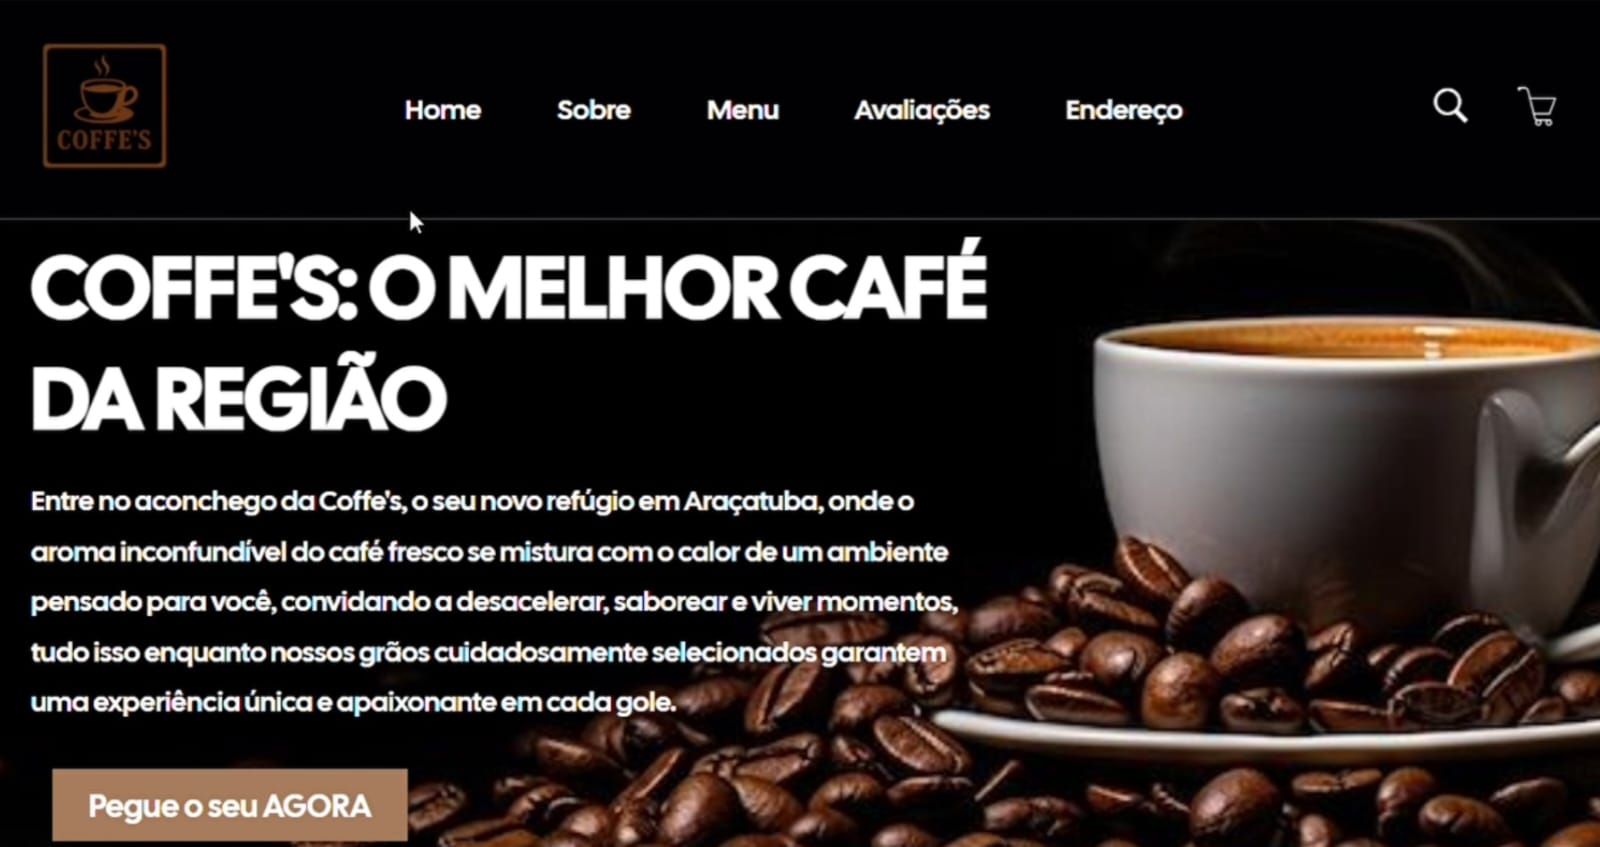 COFFE'S
Home
Sobre
Menu
Avaliações
Endereço
COFFE'S: O MELHOR CAFÉ
DA REGIÃO
Entre no aconchego da Coffe's, o seu novo refúgio em Araçatuba, onde o
aroma inconfundível do café fresco se mistura com o calor de um ambiente
pensado para você, convidando a desacelerar, saborear e viver momentos,
tudo isso enquanto nossos grãos cuidadosamente selecionados garantem
uma experiência única e apaixonante em cada gole.
Pegue o seu AGORA